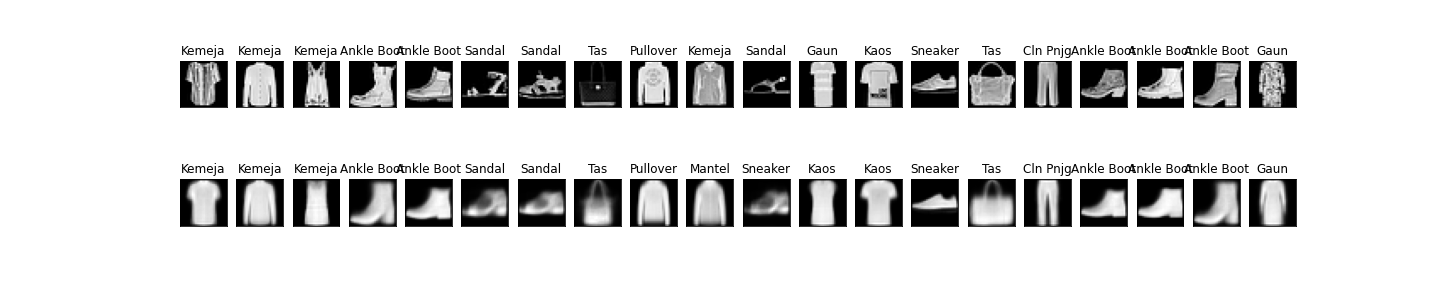 Kemeja Kemeja Kemeja Ankle Boot Ankle Boot Sandal Sandal Tas Pullover Kemeja Sandal Gaun Kaos Sneaker Tas Cln Pnjg Ankle Boot Ankle Boot Ankle Boot Gaun
Kemeja Kemeja Kemeja Ankle Boot Ankle Boot Sandal Sandal Tas Pullover Mantel Sneaker Kaos Kaos Sneaker Tas Cln Pnjg Ankle Boot Ankle Boot Ankle Boot Gaun